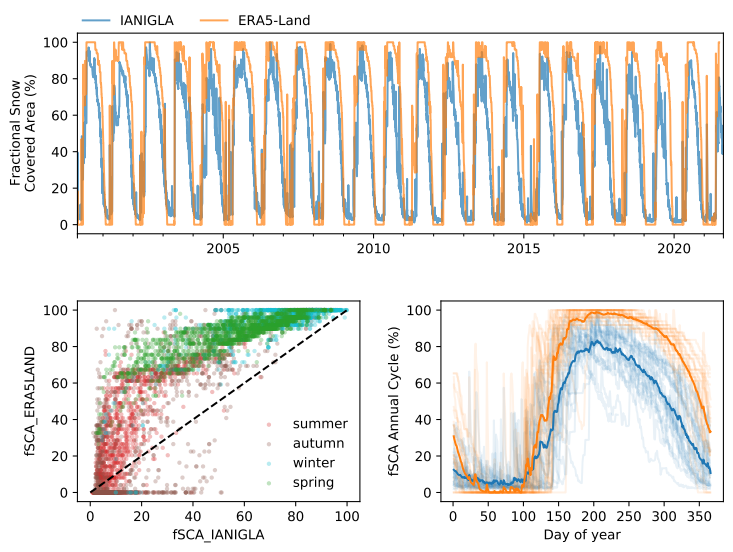 IANIGLA ERA5-Land
Fractional Snow
Covered Area (%)
100
80
60
40
20
0
2005 2010 2015 2020
fSCA_ERA5LAND
100
80
60
40
20
0
summer
autumn
winter
spring
0 20 40 60 80 100
fSCA_IANIGLA
fSCA Annual Cycle (%)
100
80
60
40
20
0
0 50 100 150 200 250 300 350
Day of year